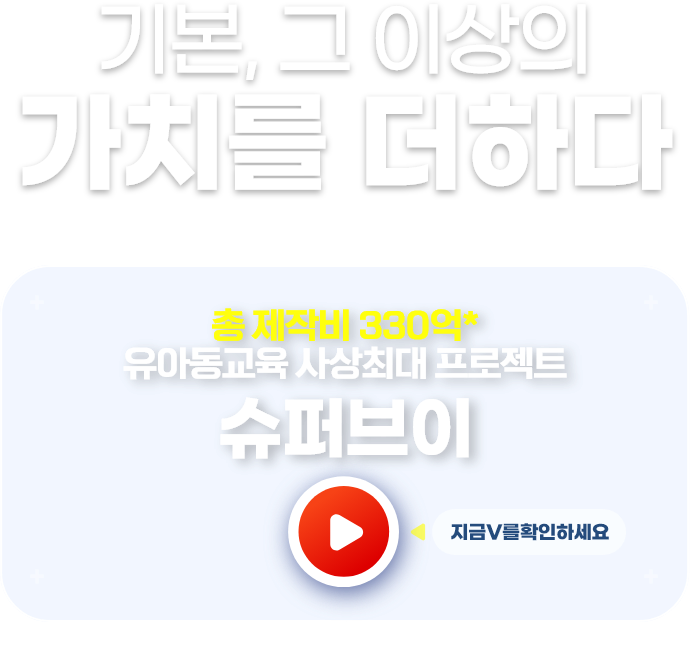 기본, 그 이상의
가치를 더하다
총 제작비 330억*
유아동교육 사상최대 프로젝트
슈퍼브이
지금V를확인하세요